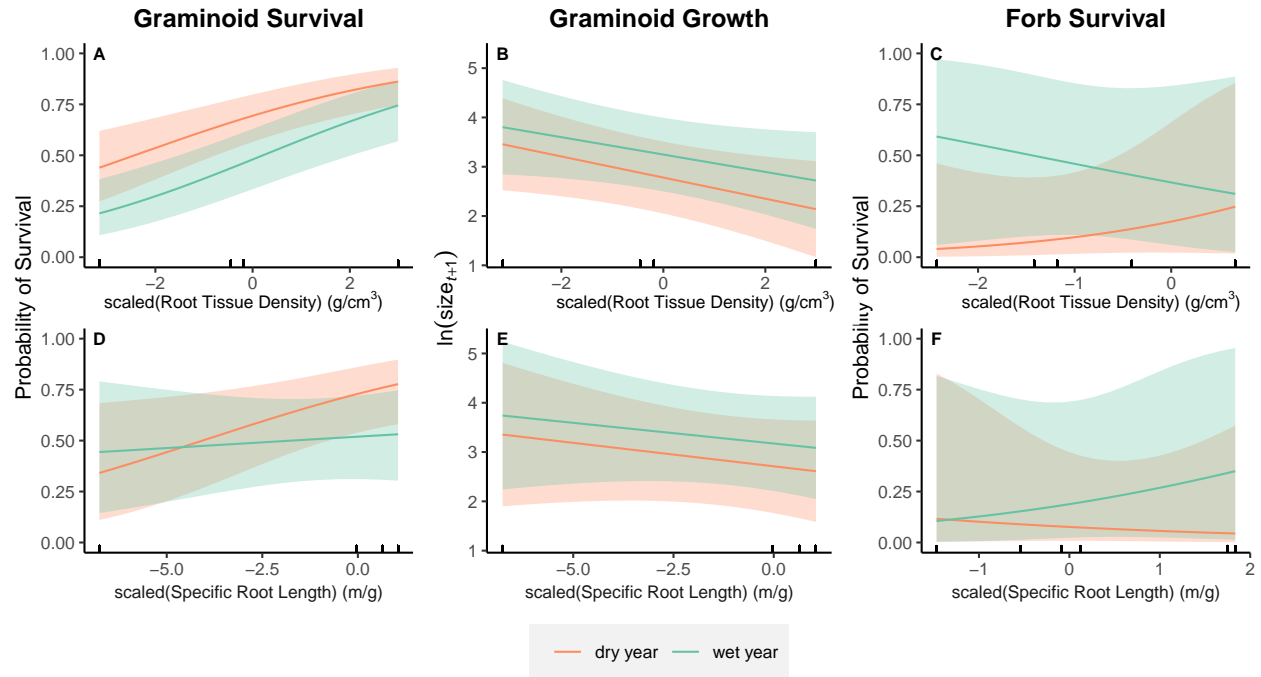 Graminoid Survival
Graminoid Growth
Forb Survival
A
1.00
0.75
0.50
0.25
0.00
−2
0
2
scaled(Root Tissue Density) (g/cm³)
B
5
4
3
2
1
−2
0
2
scaled(Root Tissue Density) (g/cm³)
C
1.00
0.75
0.50
0.25
0.00
−2
−1
0
scaled(Root Tissue Density) (g/cm³)
Probability of Survival
ln(sizeₜ₊₁)
Probability of Survival
D
1.00
0.75
0.50
0.25
0.00
−5.0
−2.5
0.0
scaled(Specific Root Length) (m/g)
E
5
4
3
2
1
−5.0
−2.5
0.0
scaled(Specific Root Length) (m/g)
F
1.00
0.75
0.50
0.25
0.00
−1
0
1
2
scaled(Specific Root Length) (m/g)
dry year
wet year